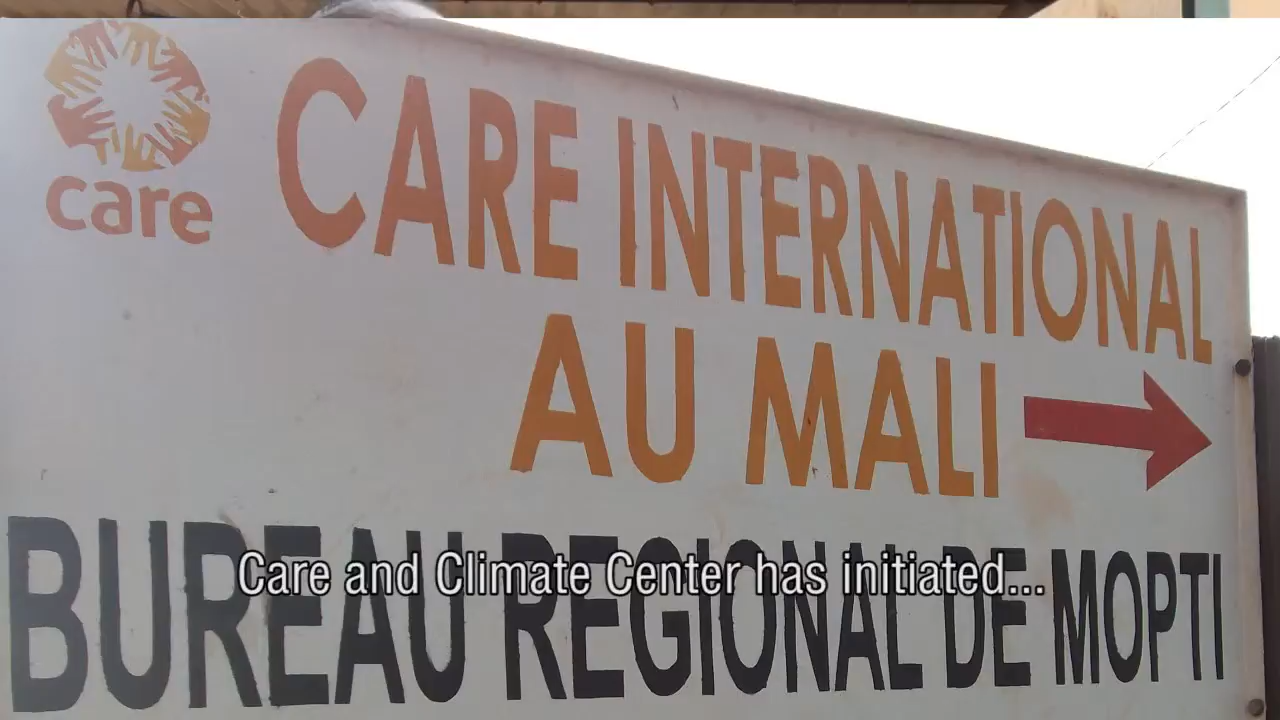 care
CARE INTERNATIONAL
AU MALI
BUREAU REGIONAL DE MOPTI
Care and Climate Center has initiated...